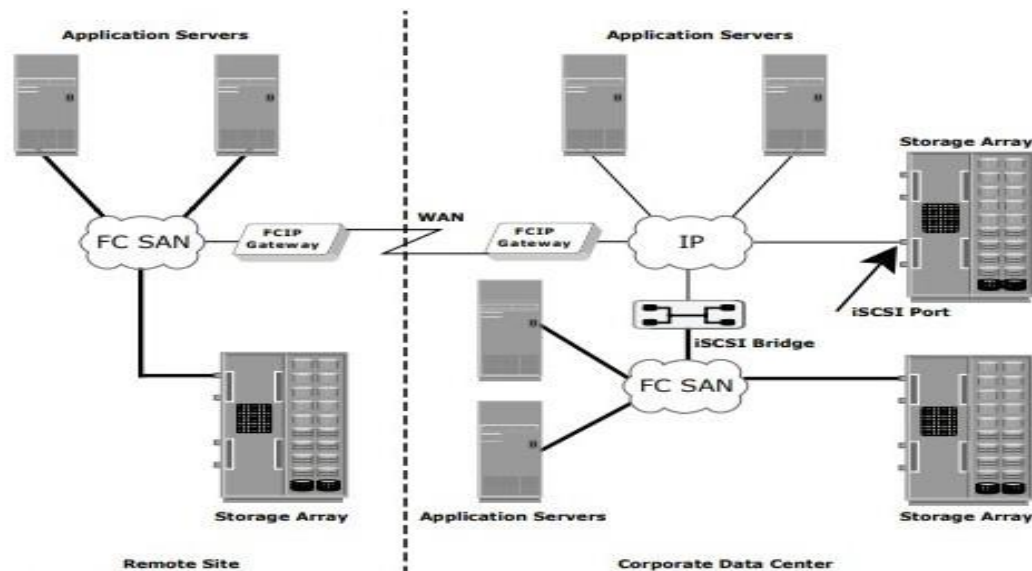 Application Servers
Application Servers
Storage Array
WAN
FC SAN
FCIP
Gateway
FCIP
Gateway
IP
iSCSI Port
iSCSI Bridge
FC SAN
Storage Array
Application Servers
Storage Array
Remote Site
Corporate Data Center